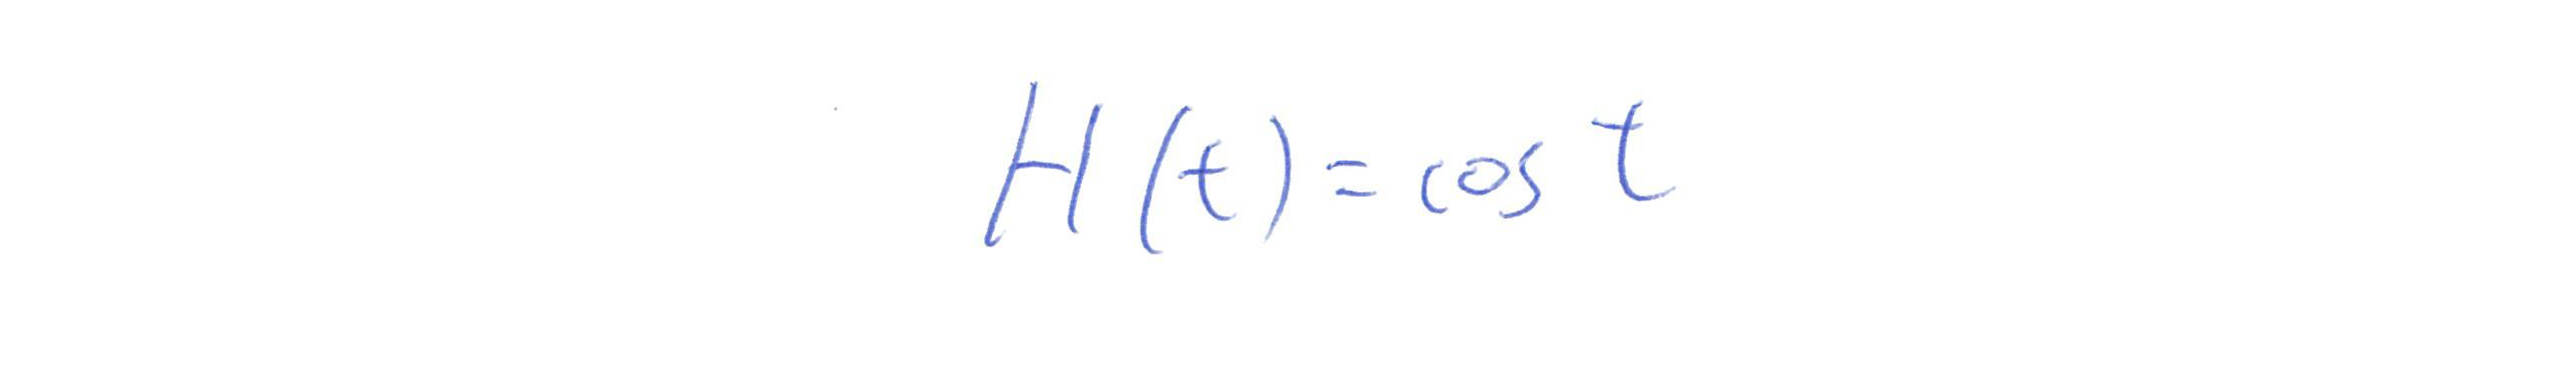 H(t) = cos t